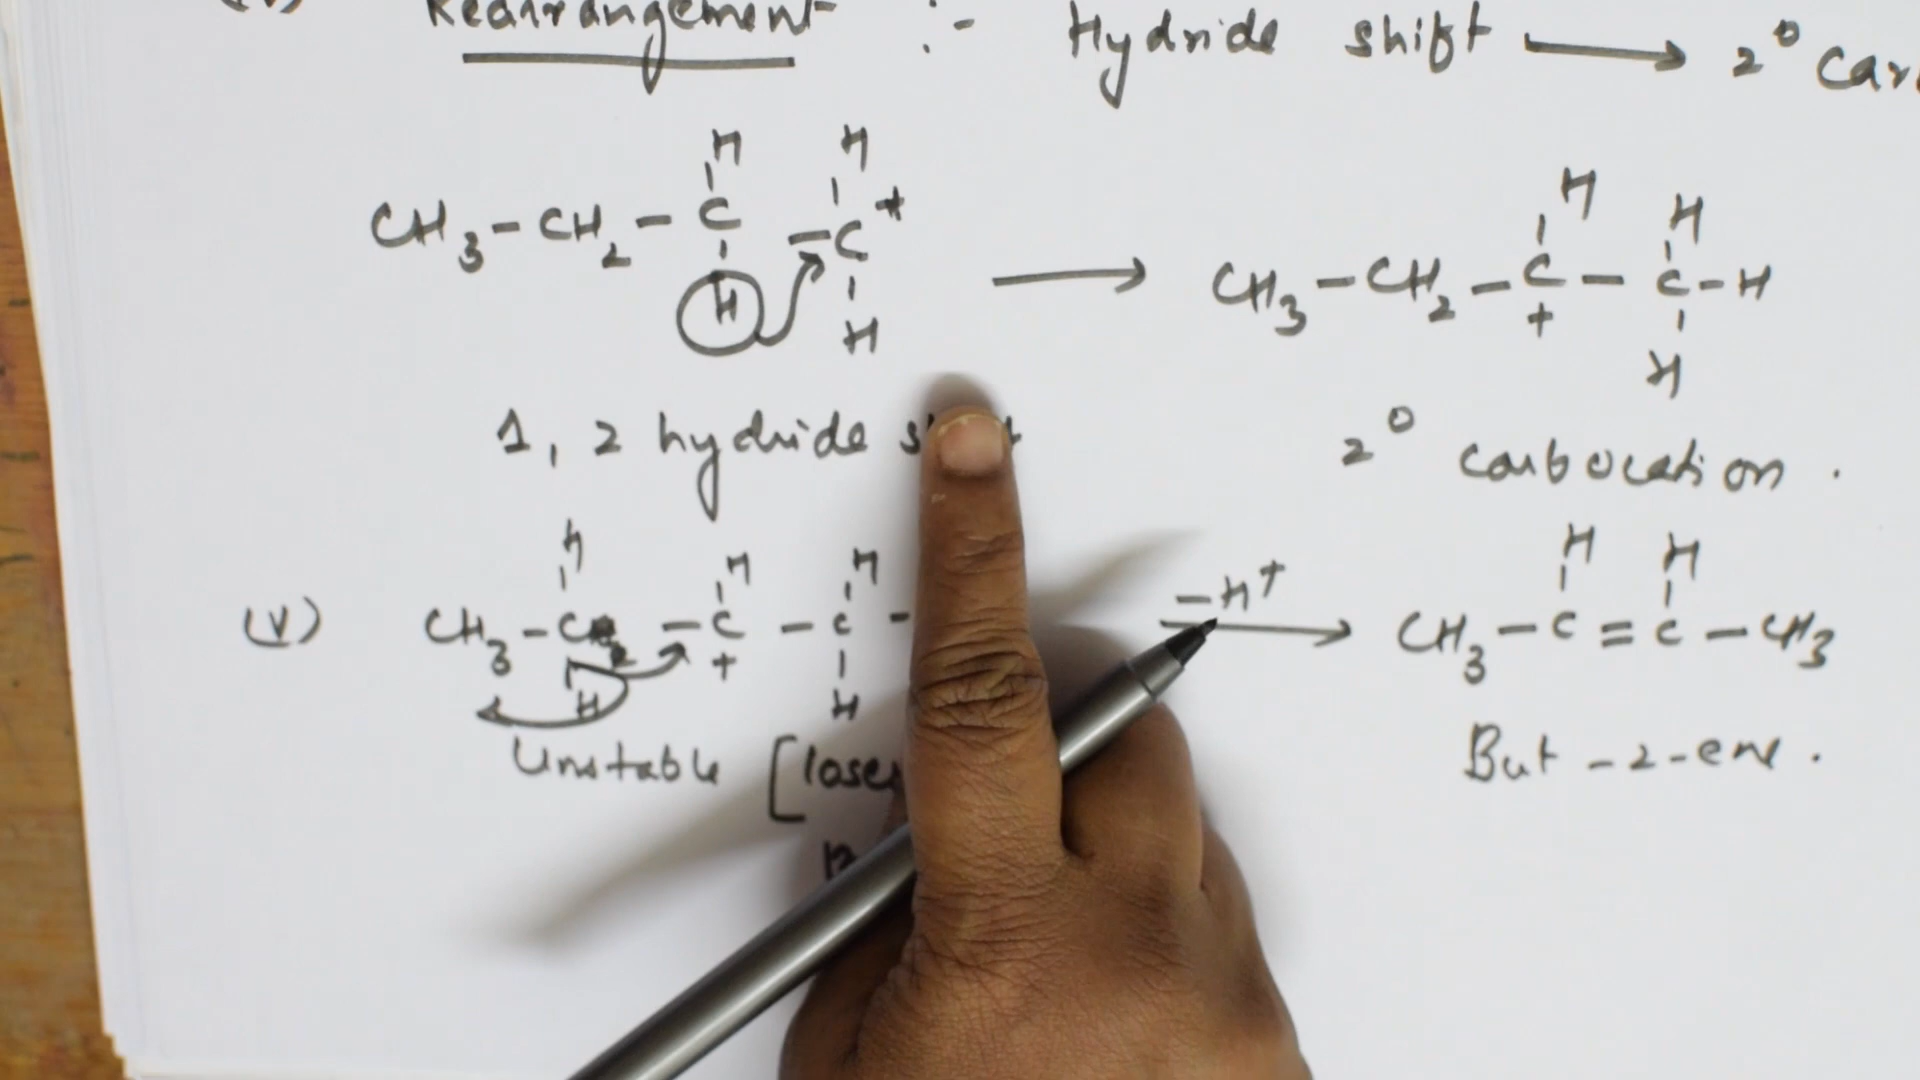 Rearrangement :- Hydride shift → 2° Car
H H
CH3 - CH2 - C - C+ → CH3 - CH2 - C - C - H
H H
H H
+
H
1, 2 hydride
2° carbocation .
H H H
(V) CH3 - C - C - C - -H+ → CH3 - C = C - CH3
H H
+
H H
Unstable [loses
But -2-ene .